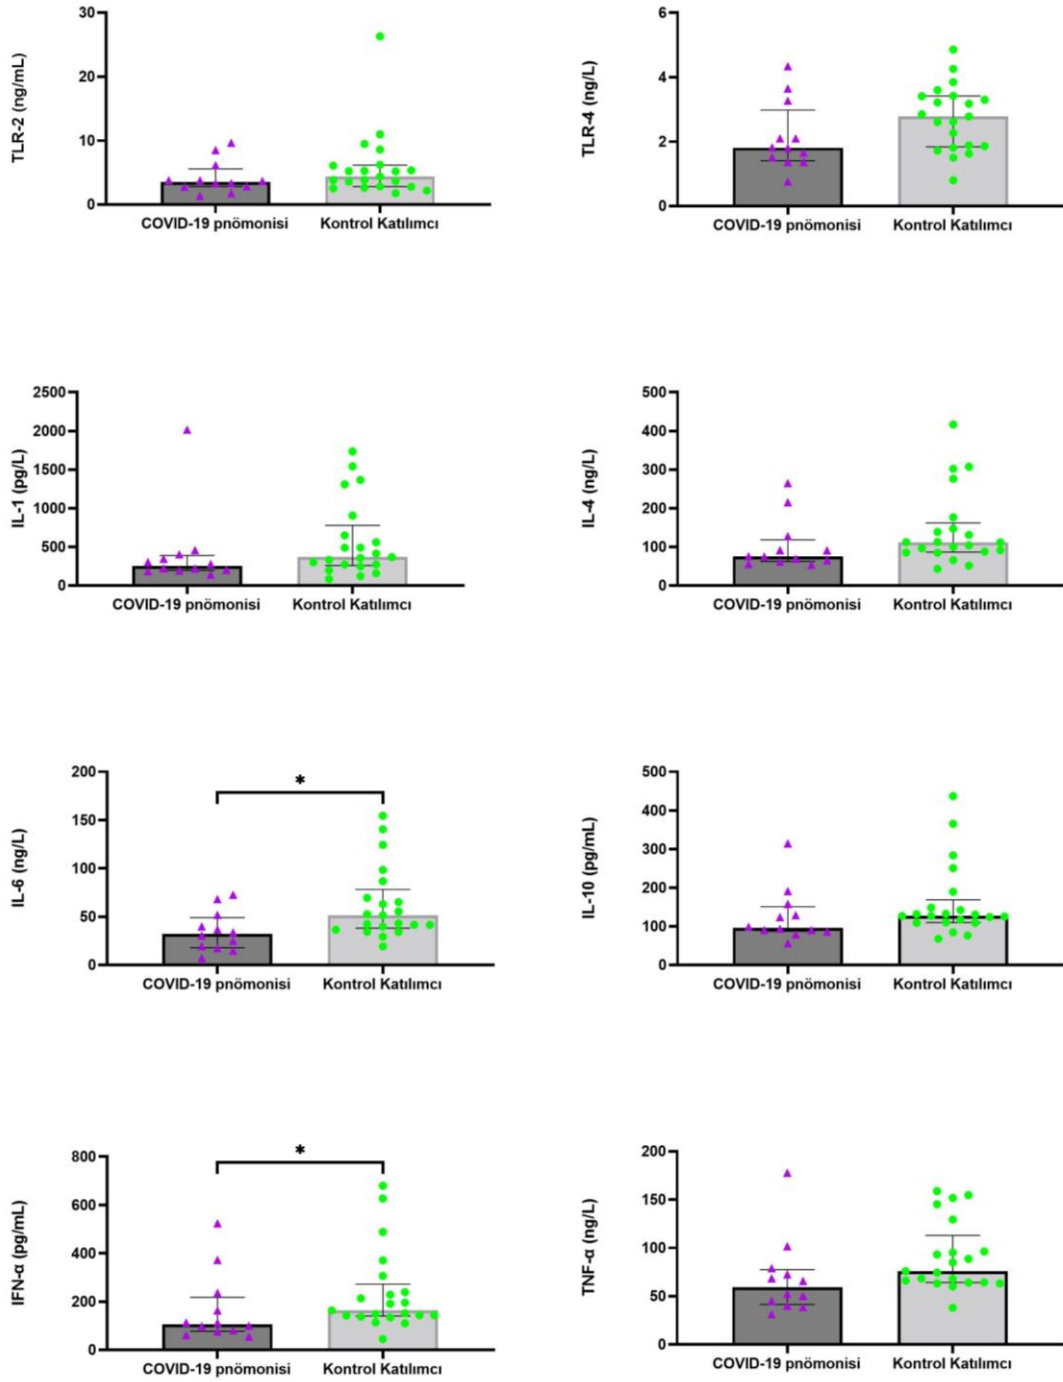 TLR-2 (ng/mL)
30
20
10
0
COVID-19 pnömonisi Kontrol Katılımcı
TLR-4 (ng/L)
6
4
2
0
COVID-19 pnömonisi Kontrol Katılımcı
IL-1 (pg/L)
2500
2000
1500
1000
500
0
COVID-19 pnömonisi Kontrol Katılımcı
IL-4 (ng/L)
500
400
300
200
100
0
COVID-19 pnömonisi Kontrol Katılımcı
IL-6 (ng/L)
200
150
100
50
0
*
COVID-19 pnömonisi Kontrol Katılımcı
IL-10 (pg/mL)
500
400
300
200
100
0
COVID-19 pnömonisi Kontrol Katılımcı
IFN-α (pg/mL)
800
600
400
200
0
*
COVID-19 pnömonisi Kontrol Katılımcı
TNF-α (ng/L)
200
150
100
50
0
COVID-19 pnömonisi Kontrol Katılımcı